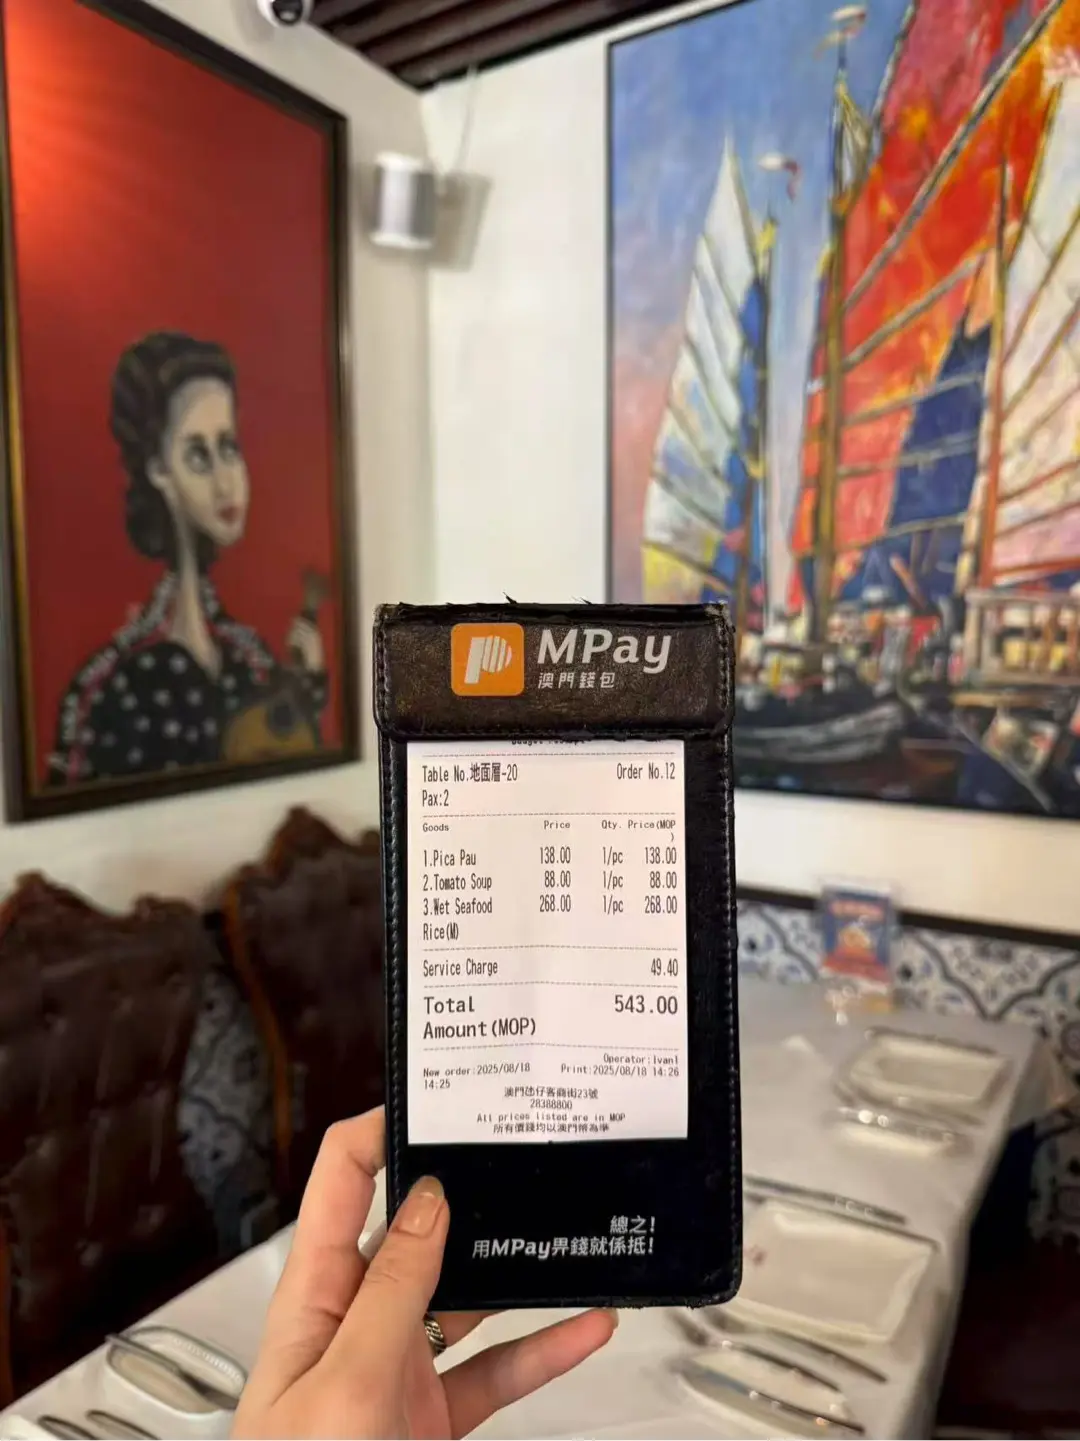 MPay
澳門錢包
Table No.地面層-20 Order No.12
Pax:2
Goods Price Qty. Price(MOP
)
1.Pica Pau 138.00 1/pc 138.00
2.Tomato Soup 88.00 1/pc 88.00
3.Wet Seafood 268.00 1/pc 268.00
Rice(M)
Service Charge 49.40
Total 543.00
Amount(MOP)
Operator:Ivan1
New order:2025/08/18 Print:2025/08/18 14:26
14:25
澳門氹仔客商街23號
28388800
All prices listed are in MOP
所有價錢均以澳門幣為準
總之!
用MPay畀錢就係抵!